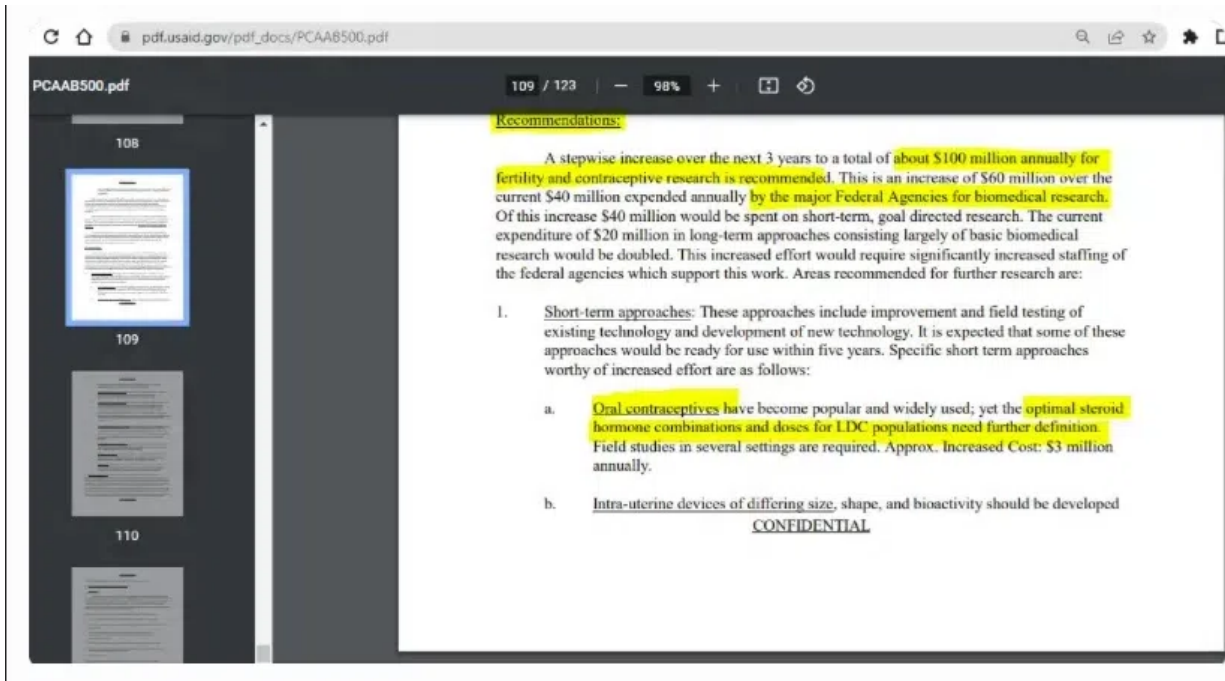 pdf.usaid.gov/pdf_docs/PCAAB500.pdf
PCAAB500.pdf
109 / 123
98%
108
109
110
Recommendations:
A stepwise increase over the next 3 years to a total of about $100 million annually for
fertility and contraceptive research is recommended. This is an increase of $60 million over the
current $40 million expended annually by the major Federal Agencies for biomedical research.
Of this increase $40 million would be spent on short-term, goal directed research. The current
expenditure of $20 million in long-term approaches consisting largely of basic biomedical
research would be doubled. This increased effort would require significantly increased staffing of
the federal agencies which support this work. Areas recommended for further research are:
1. Short-term approaches: These approaches include improvement and field testing of
existing technology and development of new technology. It is expected that some of these
approaches would be ready for use within five years. Specific short term approaches
worthy of increased effort are as follows:
a. Oral contraceptives have become popular and widely used; yet the optimal steroid
hormone combinations and doses for LDC populations need further definition.
Field studies in several settings are required. Approx. Increased Cost: $3 million
annually.
b. Intra-uterine devices of differing size, shape, and bioactivity should be developed
CONFIDENTIAL